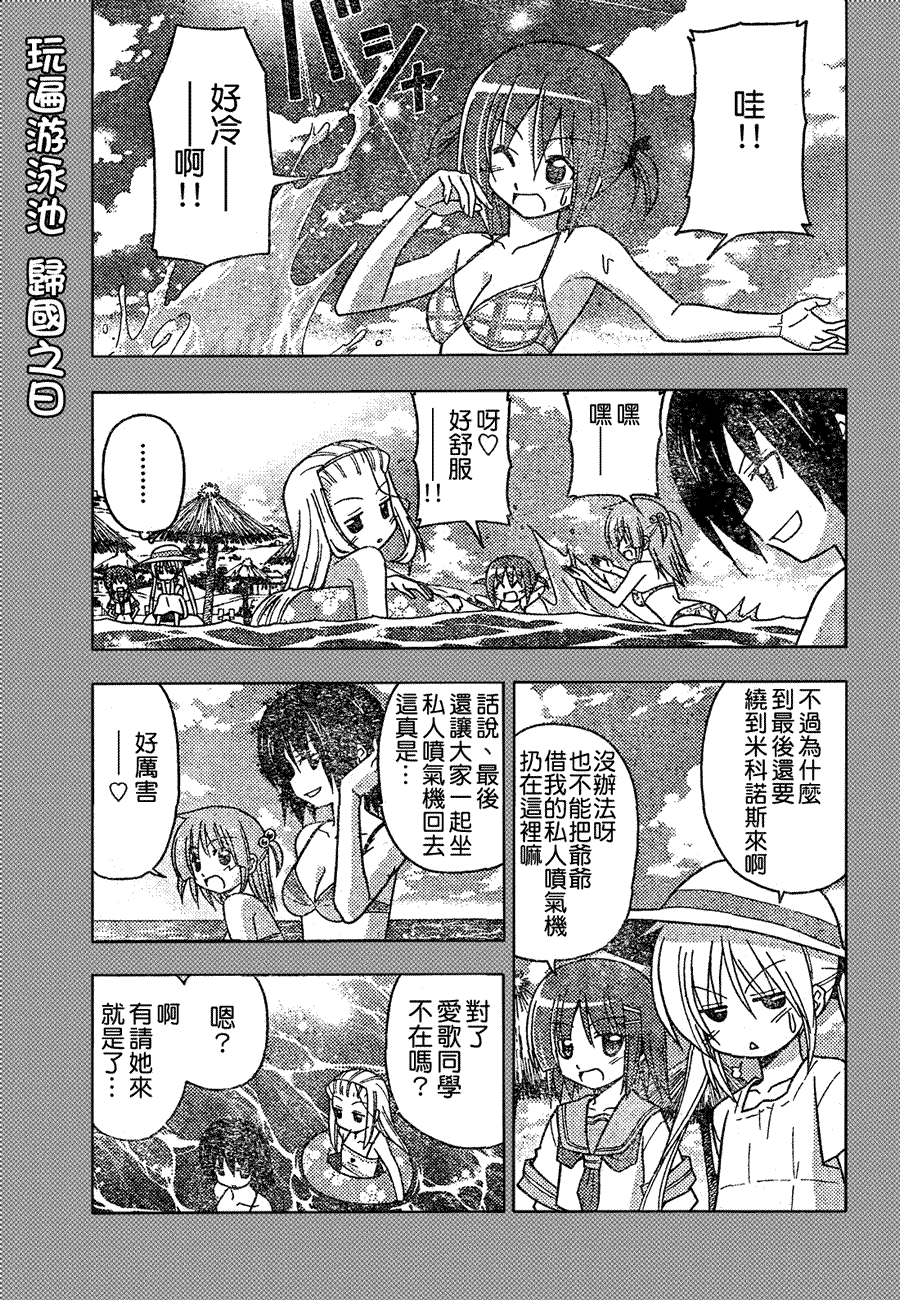 玩遍游泳池 歸國之日
バシャ
哇!!
好冷—
—啊!!
嘿嘿
—
呀♡
好舒服
—!!
………
不過為什麼
到最後還要
繞到米科諾斯來啊
沒辦法呀
也不能把爺爺
借我的私人噴氣機
扔在這裡嘛
話說、最後
還讓大家一起坐
私人噴氣機回去
這真是…
好厲害
—♡
對了
愛歌同學
不在嗎?
嗯?
啊
有請她來
就是了…